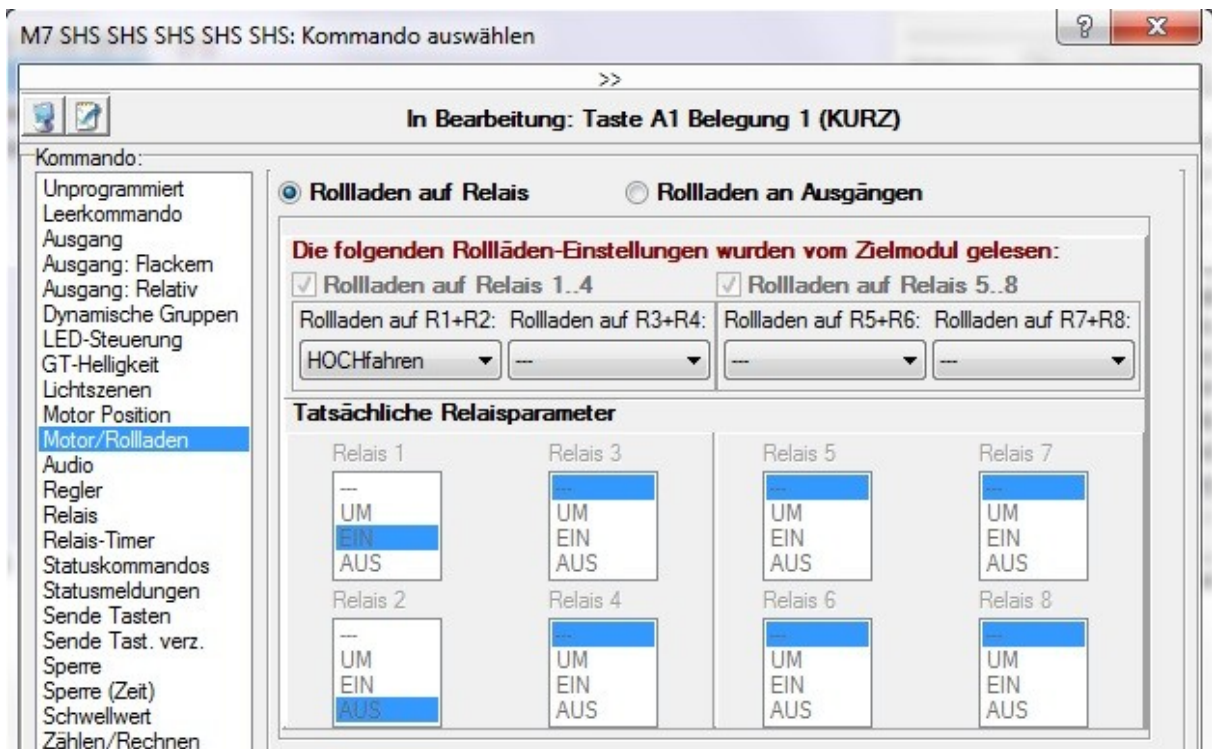 M7 SHS SHS SHS SHS SHS: Kommando auswählen
>>
In Bearbeitung: Taste A1 Belegung 1 (KURZ)
Kommando:
Unprogrammiert
Leerkommando
Ausgang
Ausgang: Flackern
Ausgang: Relativ
Dynamische Gruppen
LED-Steuerung
GT-Helligkeit
Lichtszenen
Motor Position
Motor/Rollladen
Audio
Regler
Relais
Relais-Timer
Statuskommandos
Statusmeldungen
Sende Tasten
Sende Tast. verz.
Sperre
Sperre (Zeit)
Schwellwert
Zählen/Rechnen
Rollladen auf Relais Rollladen an Ausgängen
Die folgenden Rollläden-Einstellungen wurden vom Zielmodul gelesen:
Rollladen auf Relais 1..4 Rollladen auf Relais 5..8
Rollladen auf R1+R2: Rollladen auf R3+R4: Rollladen auf R5+R6: Rollladen auf R7+R8:
HOCHfahren --- --- ---
Tatsächliche Relaisparameter
Relais 1 Relais 3 Relais 5 Relais 7
--- --- --- ---
UM UM UM UM
EIN EIN EIN EIN
AUS AUS AUS AUS
Relais 2 Relais 4 Relais 6 Relais 8
--- --- --- ---
UM UM UM UM
EIN EIN EIN EIN
AUS AUS AUS AUS